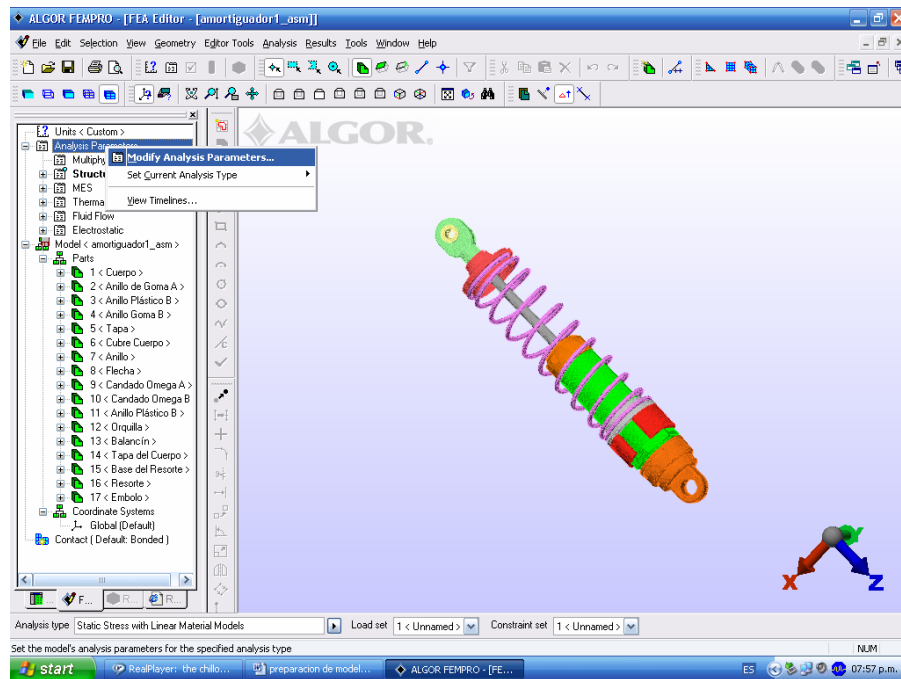 ALGOR FEMPRO - [FEA Editor - [amortiguador1_asm]]
File Edit Selection View Geometry Editor Tools Analysis Results Tools Window Help
ALGOR.
Units < Custom >
Analysis Parameters
Multiphy
Modify Analysis Parameters...
Structu
Set Current Analysis Type
MES
Therma
View Timelines...
Fluid Flow
Electrostatic
Model < amortiguador1_asm >
Parts
1 < Cuerpo >
2 < Anillo de Goma A >
3 < Anillo Plástico B >
4 < Anillo Goma B >
5 < Tapa >
6 < Cubre Cuerpo >
7 < Anillo >
8 < Flecha >
9 < Candado Omega A >
10 < Candado Omega B
11 < Anillo Plástico B >
12 < Orquilla >
13 < Balancín >
14 < Tapa del Cuerpo >
15 < Base del Resorte >
16 < Resorte >
17 < Embolo >
Coordinate Systems
Global (Default)
Contact ( Default: Bonded )
X
Y
Z
... F... R... R...
Analysis type Static Stress with Linear Material Models Load set 1 < Unnamed > Constraint set 1 < Unnamed >
Set the model's analysis parameters for the specified analysis type NUM
start RealPlayer: the chillo... preparacion de model... ALGOR FEMPRO - [FE... ES 07:57 p.m.